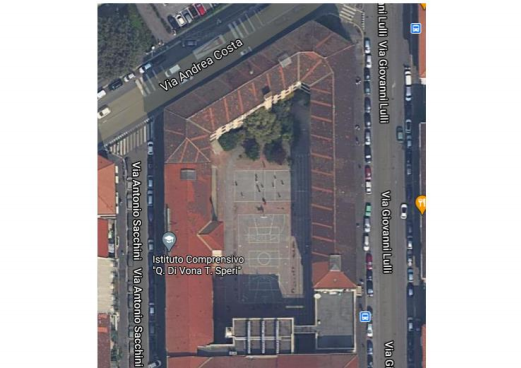 Via Andrea Costa
Via Giovanni Lulli
Via Antonio Sacchini
Via Giovanni Lulli
Istituto Comprensivo
"Q. Di Vona T. Speri"
Via Antonio Sacchini
Via G